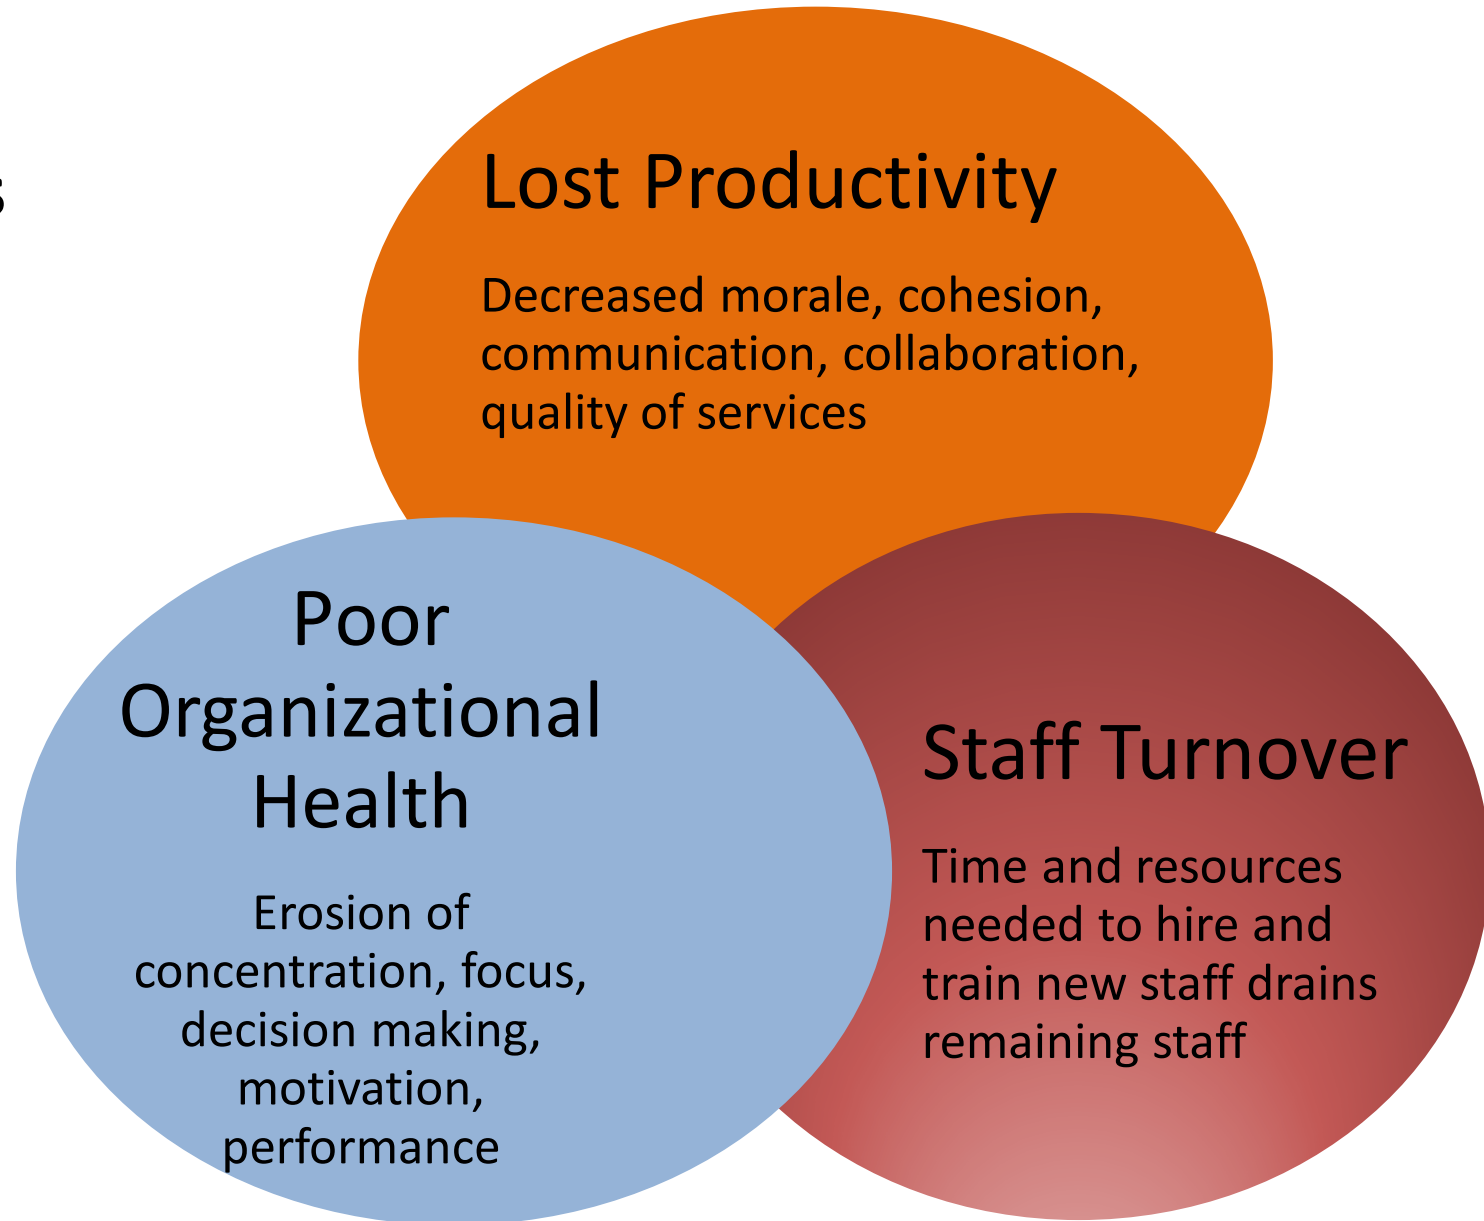 s
Lost Productivity
Decreased morale, cohesion,
communication, collaboration,
quality of services
Poor
Organizational
Health
Erosion of
concentration, focus,
decision making,
motivation,
performance
Staff Turnover
Time and resources
needed to hire and
train new staff drains
remaining staff